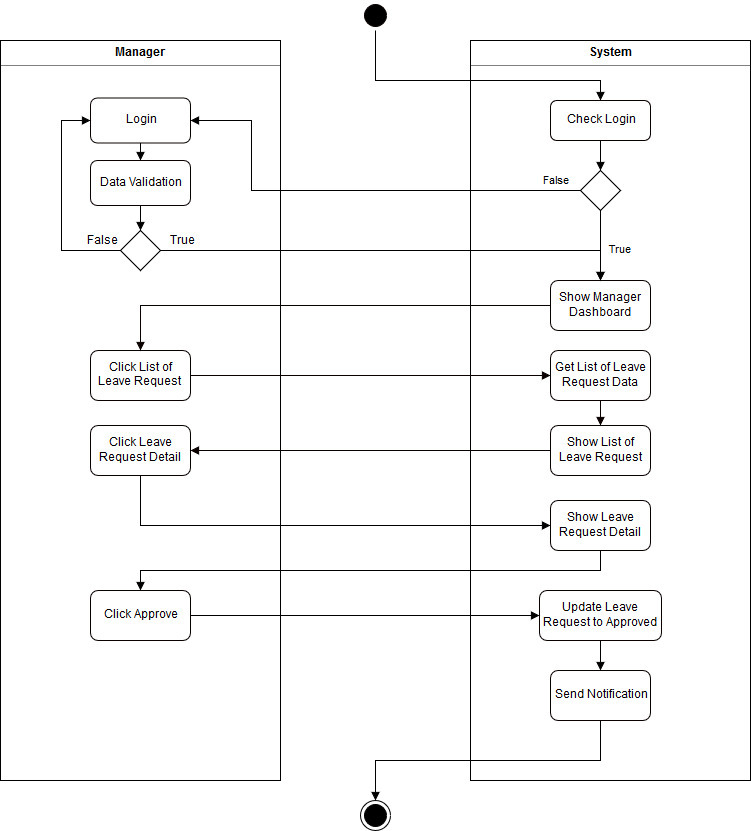 Manager
System
Login
Check Login
Data Validation
False
False
True
True
Show Manager
Dashboard
Click List of
Leave Request
Get List of Leave
Request Data
Click Leave
Request Detail
Show List of
Leave Request
Show Leave
Request Detail
Click Approve
Update Leave
Request to Approved
Send Notification